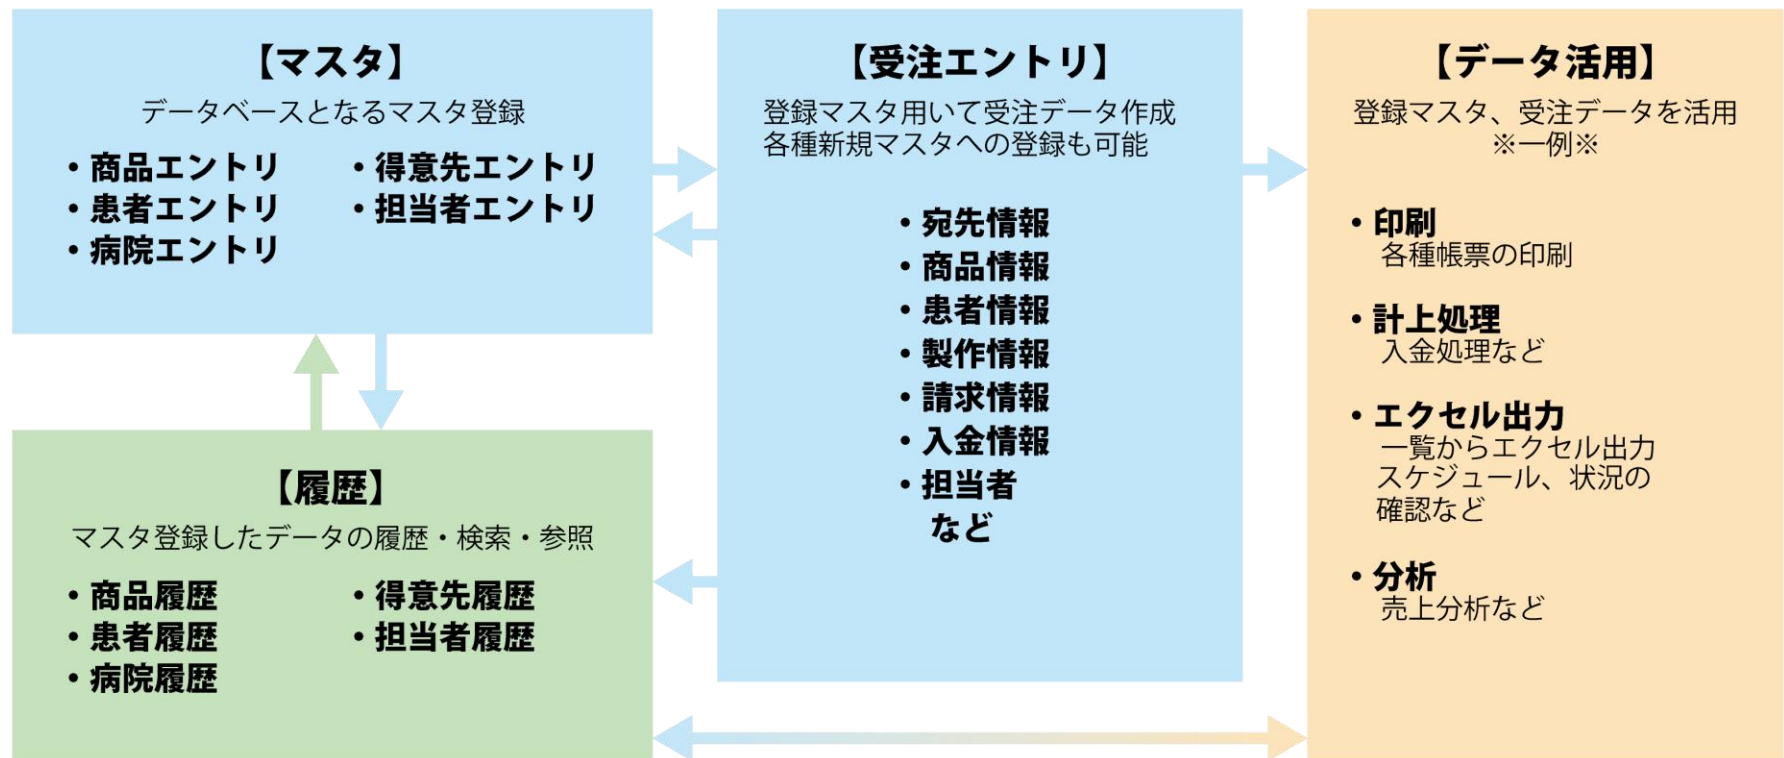 【マスタ】
データベースとなるマスタ登録
・商品エントリ
・患者エントリ
・病院エントリ
・得意先エントリ
・担当者エントリ
【履歴】
マスタ登録したデータの履歴・検索・参照
・商品履歴
・患者履歴
・病院履歴
・得意先履歴
・担当者履歴
【受注エントリ】
登録マスタ用いて受注データ作成
各種新規マスタへの登録も可能
・宛先情報
・商品情報
・患者情報
・製作情報
・請求情報
・入金情報
・担当者
など
【データ活用】
登録マスタ、受注データを活用
※一例※
・印刷
各種帳票の印刷
・計上処理
入金処理など
・エクセル出力
一覧からエクセル出力
スケジュール、状況の
確認など
・分析
売上分析など